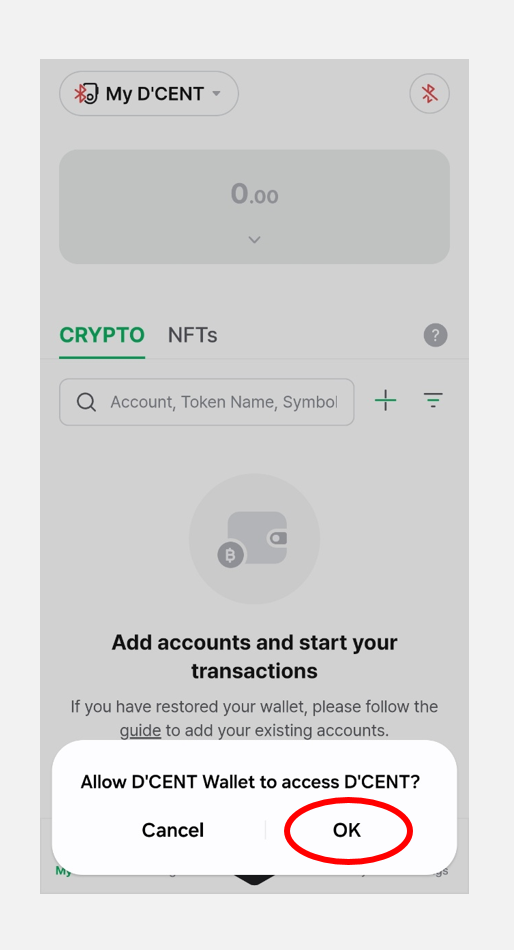 My D'CENT
0.00
CRYPTO NFTs
?
Account, Token Name, Symbol
Add accounts and start your
transactions
If you have restored your wallet, please follow the
guide to add your existing accounts.
Allow D'CENT Wallet to access D'CENT?
Cancel OK
My